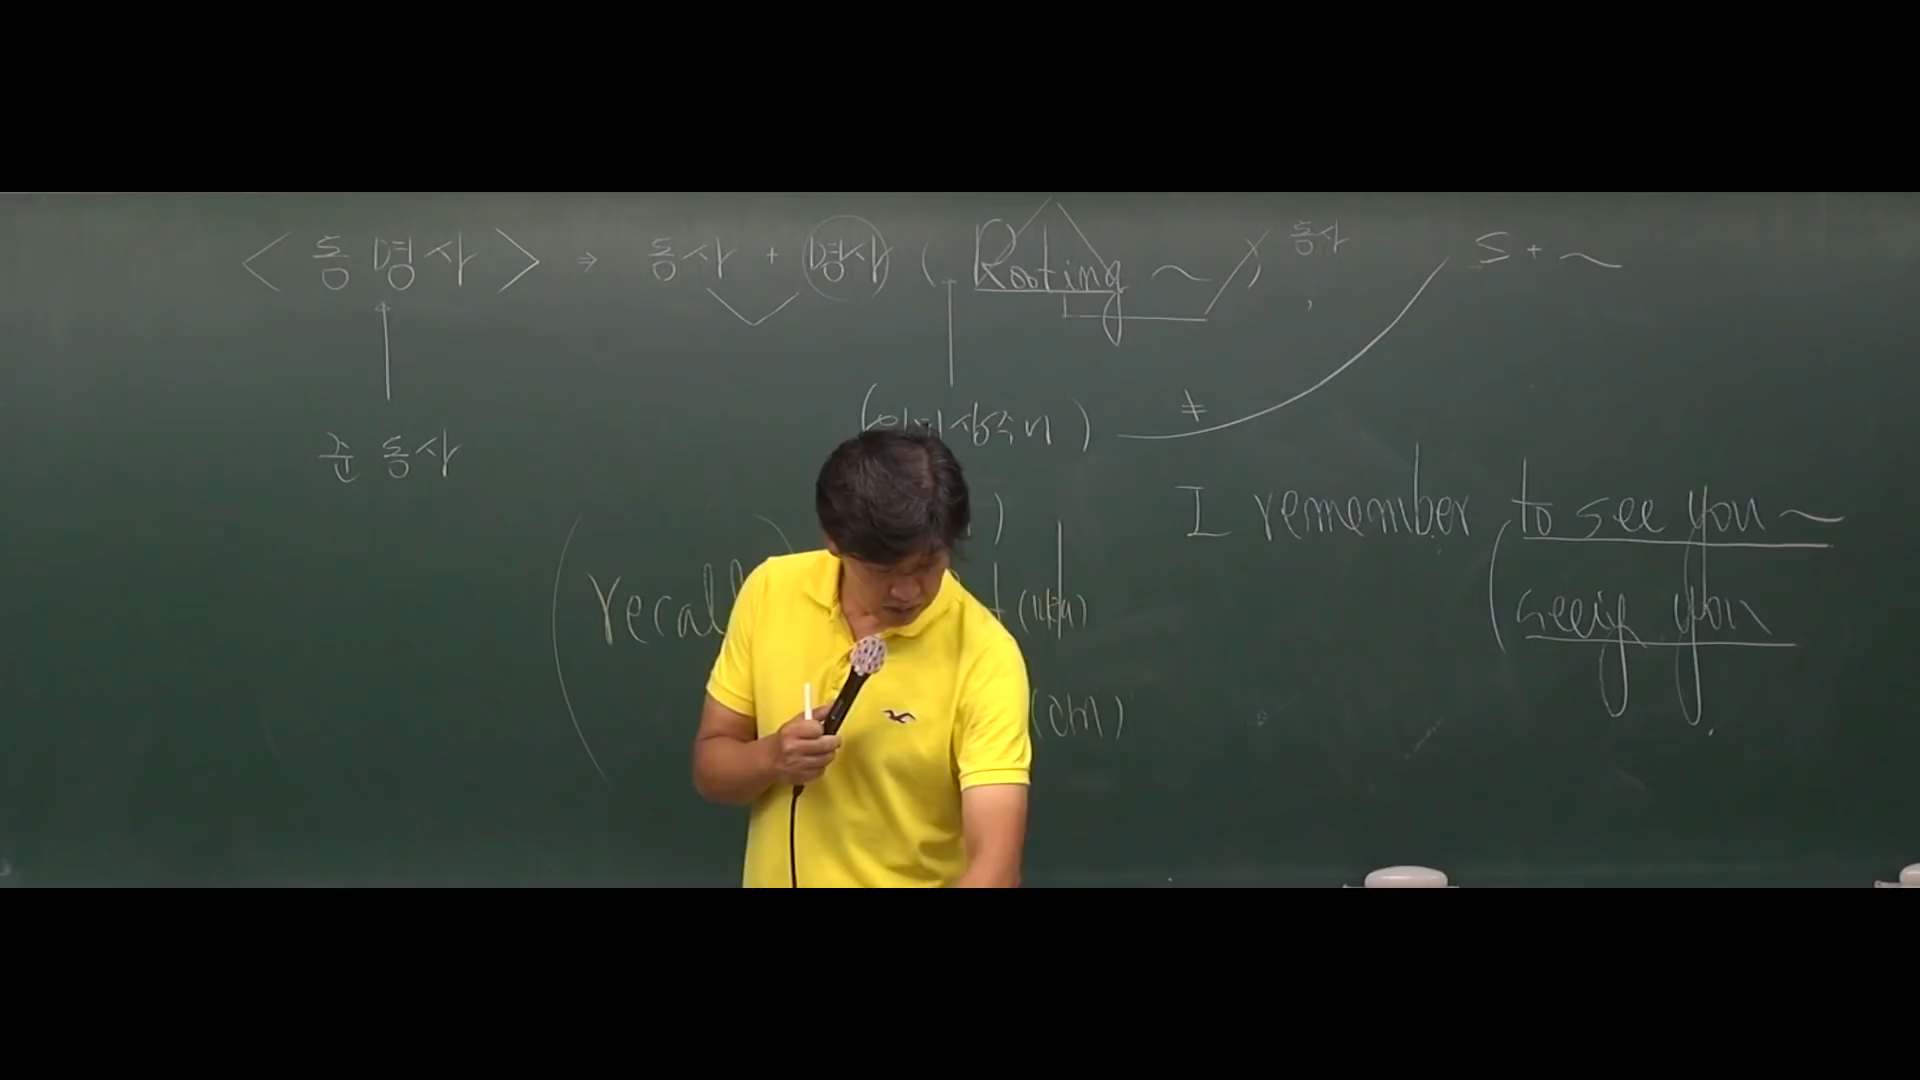 < 동명사 > ⇒ 동사 + 명사 ( Rooting ~ ) 동사 S + ~
≠
준동사
I remember to see you ~
recall
seeing you